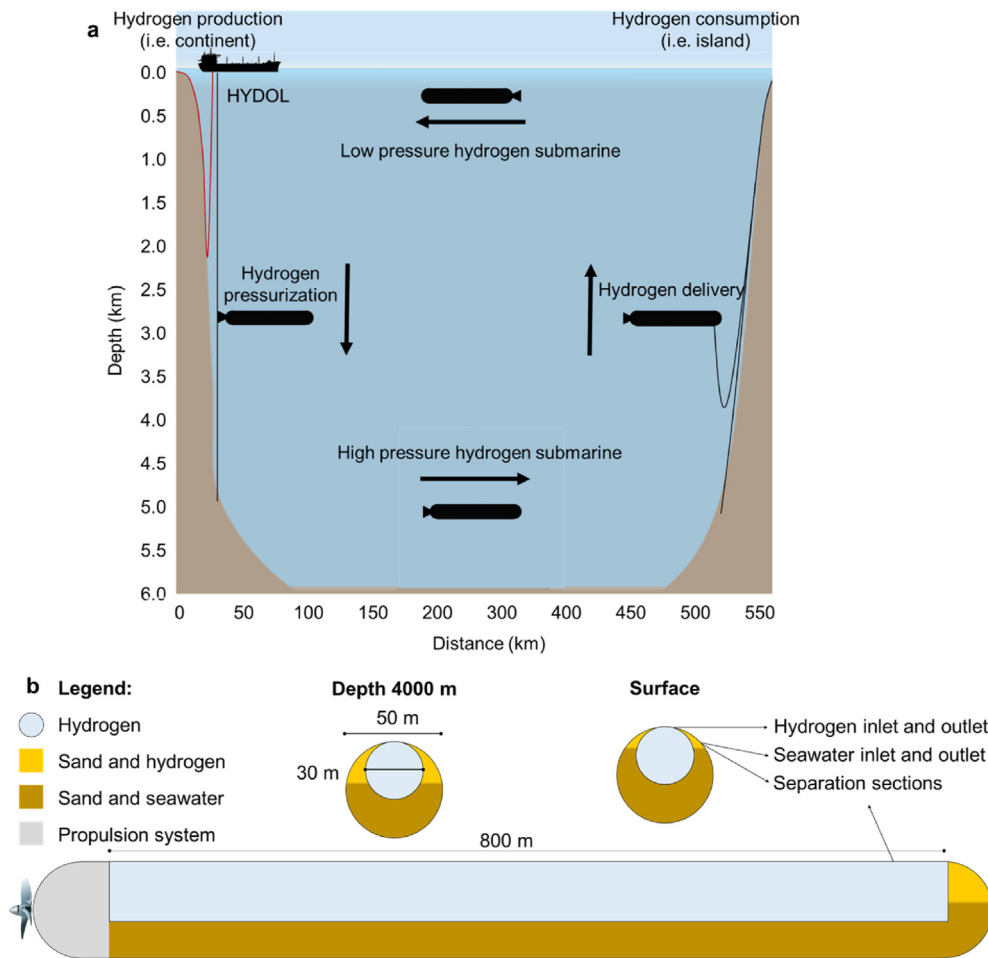 a
Hydrogen production
(i.e. continent)
Hydrogen consumption
(i.e. island)
HYDOL
Low pressure hydrogen submarine
Hydrogen
pressurization
Hydrogen delivery
High pressure hydrogen submarine
Depth (km)
0.0
0.5
1.0
1.5
2.0
2.5
3.0
3.5
4.0
4.5
5.0
5.5
6.0
0 50 100 150 200 300 400 450 500 550
Distance (km)
b Legend:
Hydrogen
Sand and hydrogen
Sand and seawater
Propulsion system
Depth 4000 m
50 m
30 m
Surface
Hydrogen inlet and outlet
Seawater inlet and outlet
Separation sections
800 m